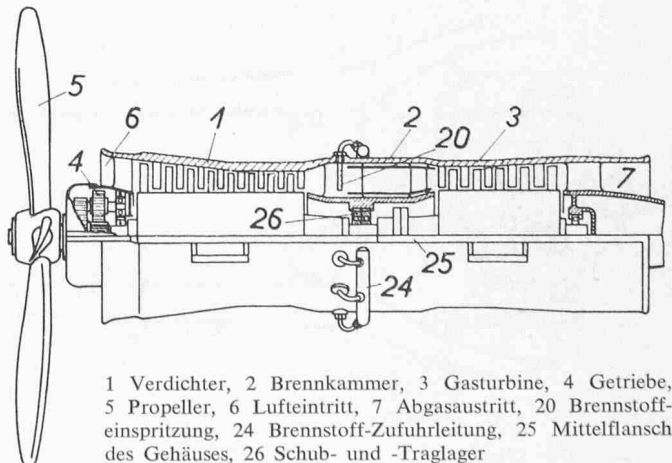 5
6
1
2
20
3
4
7
26
25
24
1 Verdichter, 2 Brennkammer, 3 Gasturbine, 4 Getriebe,
5 Propeller, 6 Lufteintritt, 7 Abgasaustritt, 20 Brennstoff-
einspritzung, 24 Brennstoff-Zufuhrleitung, 25 Mittelflansch
des Gehäuses, 26 Schub- und -Traglager